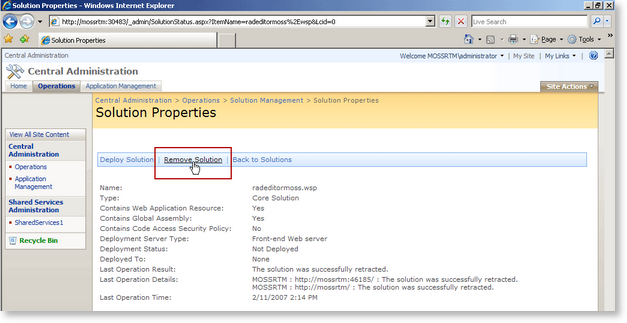 Solution Properties - Windows Internet Explorer
http://mossrtm:30483/_admin/SolutionStatus.aspx?ItemName=radeditormoss%2Ewsp&Lcid=0
Live Search
Solution Properties
Page
Tools
Central Administration
Welcome MOSSRTM\administrator
My Site
My Links
Central Administration
Home
Operations
Application Management
Site Actions
Central Administration > Operations > Solution Management > Solution Properties
Solution Properties
View All Site Content
Central
Administration
Operations
Application
Management
Shared Services
Administration
SharedServices1
Recycle Bin
Deploy Solution | Remove Solution | Back to Solutions
Name: radeditormoss.wsp
Type: Core Solution
Contains Web Application Resource: Yes
Contains Global Assembly: Yes
Contains Code Access Security Policy: No
Deployment Server Type: Front-end Web server
Deployment Status: Not Deployed
Deployed To: None
Last Operation Result: The solution was successfully retracted.
Last Operation Details: MOSSRTM : http://mossrtm:46185/ : The solution was successfully retracted.
MOSSRTM : http://mossrtm/ : The solution was successfully retracted.
Last Operation Time: 2/11/2007 2:14 PM